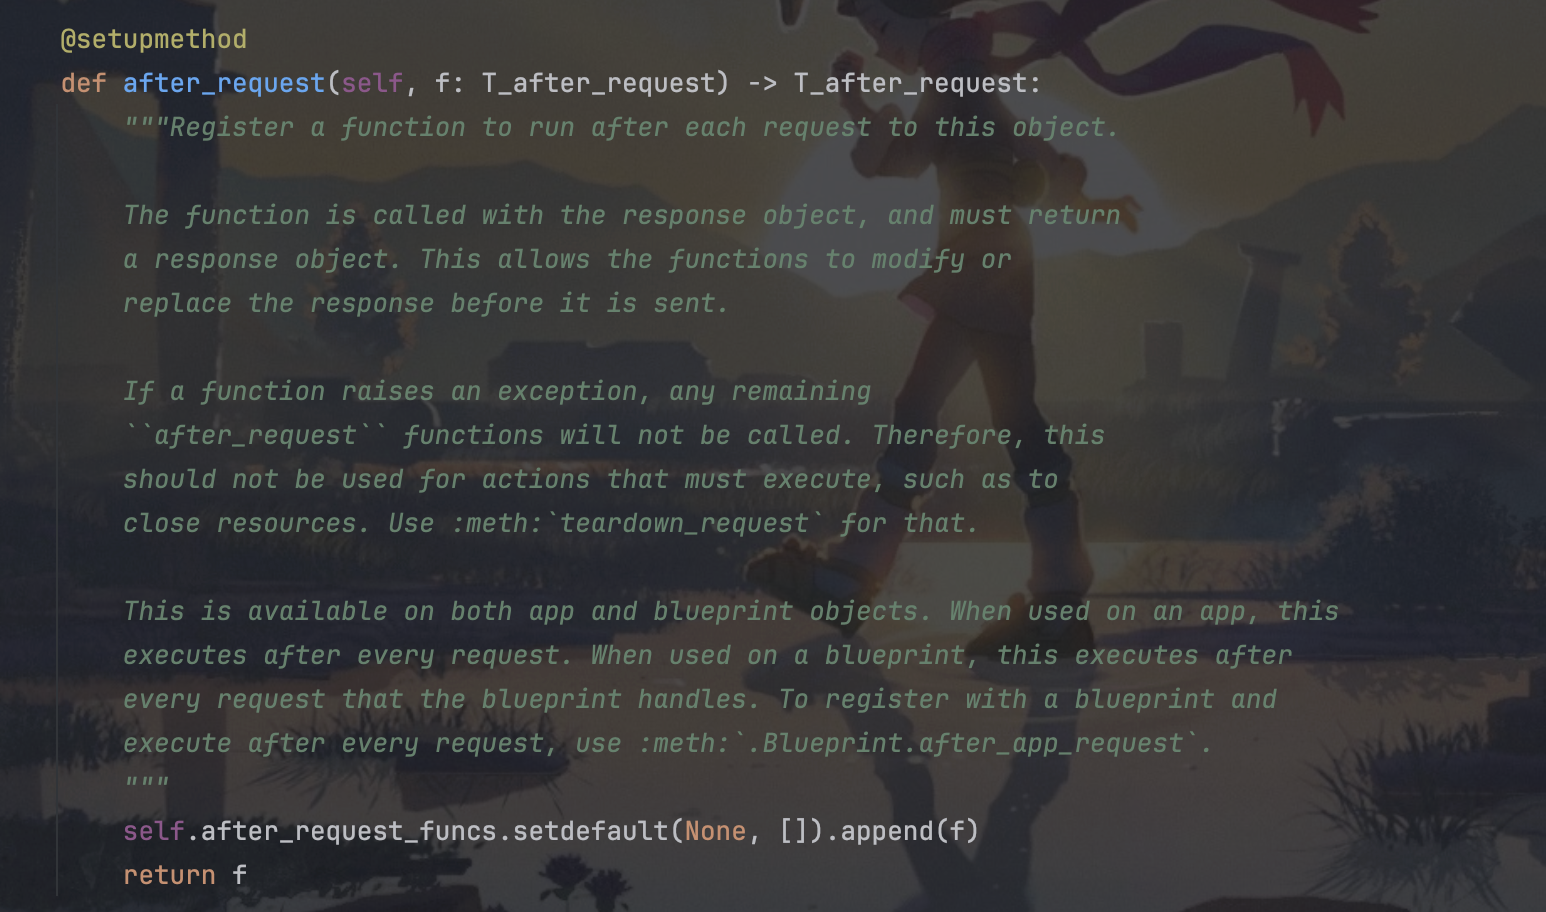 @setupmethod
def after_request(self, f: T_after_request) -> T_after_request:
"""Register a function to run after each request to this object.
The function is called with the response object, and must return
a response object. This allows the functions to modify or
replace the response before it is sent.
If a function raises an exception, any remaining
``after_request`` functions will not be called. Therefore, this
should not be used for actions that must execute, such as to
close resources. Use :meth:`teardown_request` for that.
This is available on both app and blueprint objects. When used on an app, this
executes after every request. When used on a blueprint, this executes after
every request that the blueprint handles. To register with a blueprint and
execute after every request, use :meth:`.Blueprint.after_app_request`.
"""
self.after_request_funcs.setdefault(None, []).append(f)
return f